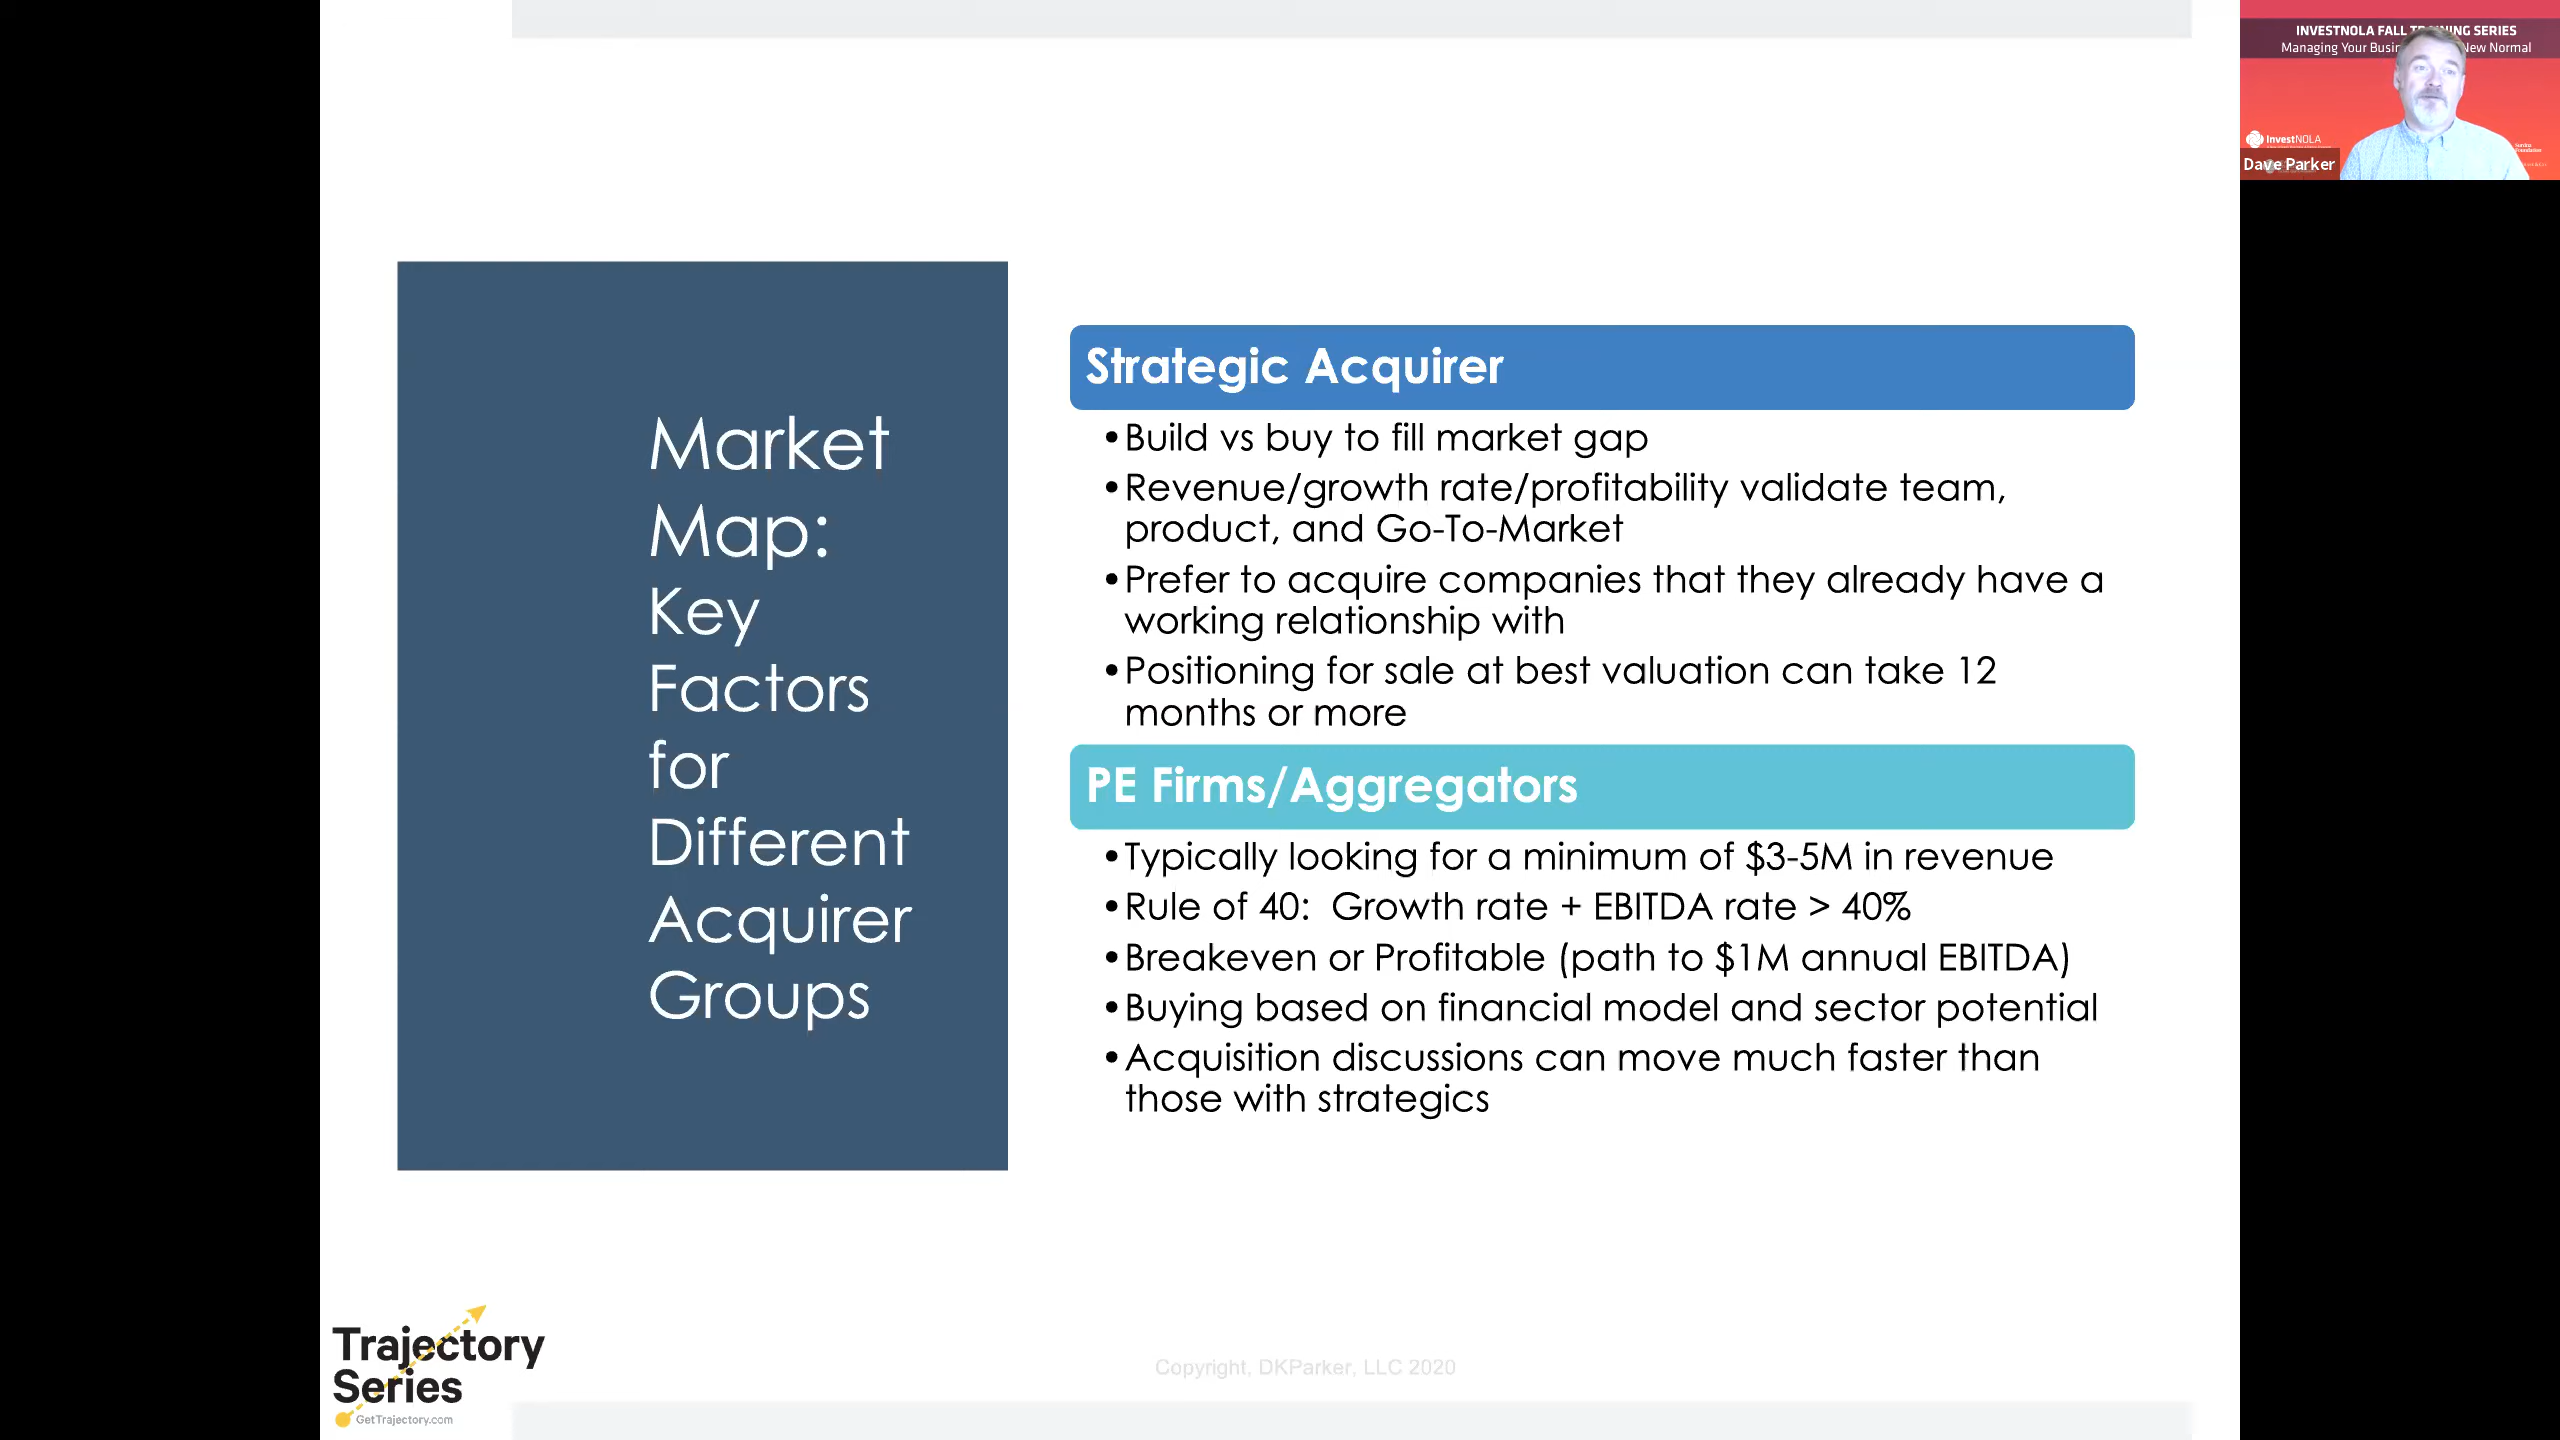 INVESTNOLA FALL TRAINING SERIES
Managing Your Busi New Normal
InvestNOLA
Dave Parker
Market
Map:
Key
Factors
for
Different
Acquirer
Groups
Strategic Acquirer
•Build vs buy to fill market gap
•Revenue/growth rate/profitability validate team,
product, and Go-To-Market
•Prefer to acquire companies that they already have a
working relationship with
•Positioning for sale at best valuation can take 12
months or more
PE Firms/Aggregators
•Typically looking for a minimum of $3-5M in revenue
•Rule of 40: Growth rate + EBITDA rate > 40%
•Breakeven or Profitable (path to $1M annual EBITDA)
•Buying based on financial model and sector potential
•Acquisition discussions can move much faster than
those with strategics
Trajectory
Series
GetTrajectory.com
Copyright, DKParker, LLC 2020